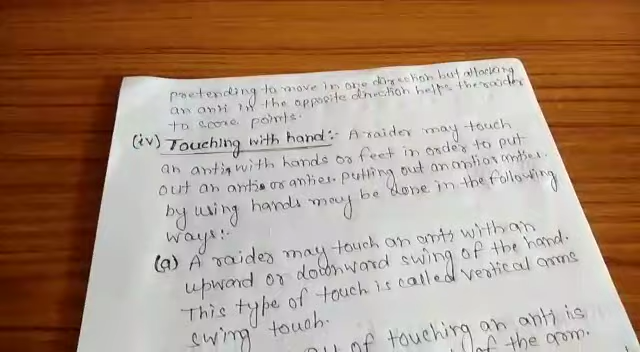 pretending to move in one direction but attacking
an anti in the opposite direction helps the raider
to score points.
(iv) Touching with hand:- A raider may touch
an anti with hands or feet in order to put
out an anti or anties. putting out an anti or anties.
by using hands may be done in the following
ways:-
(a) A raider may touch an anti with an
upward or downward swing of the hand.
This type of touch is called vertical arms
swing touch.
of touching an anti is
of the arm.